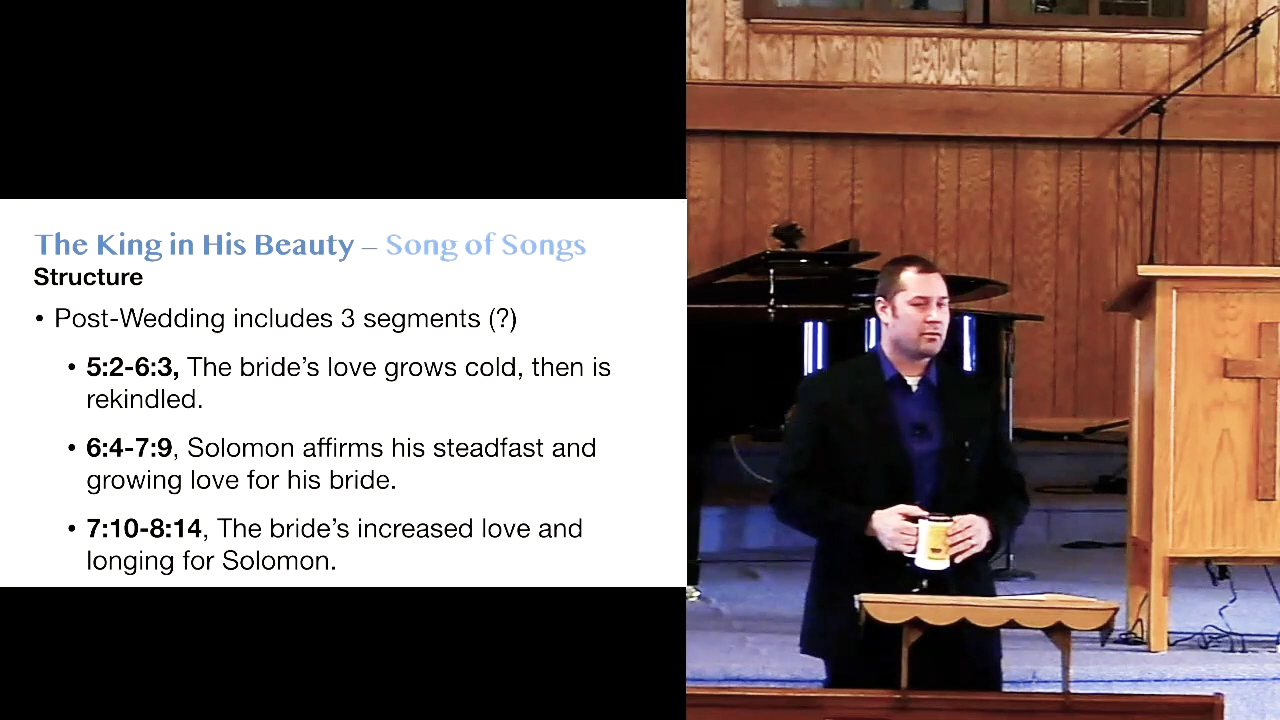 The King in His Beauty – Song of Songs
Structure
• Post-Wedding includes 3 segments (?)
• 5:2-6:3, The bride's love grows cold, then is
rekindled.
• 6:4-7:9, Solomon affirms his steadfast and
growing love for his bride.
• 7:10-8:14, The bride's increased love and
longing for Solomon.